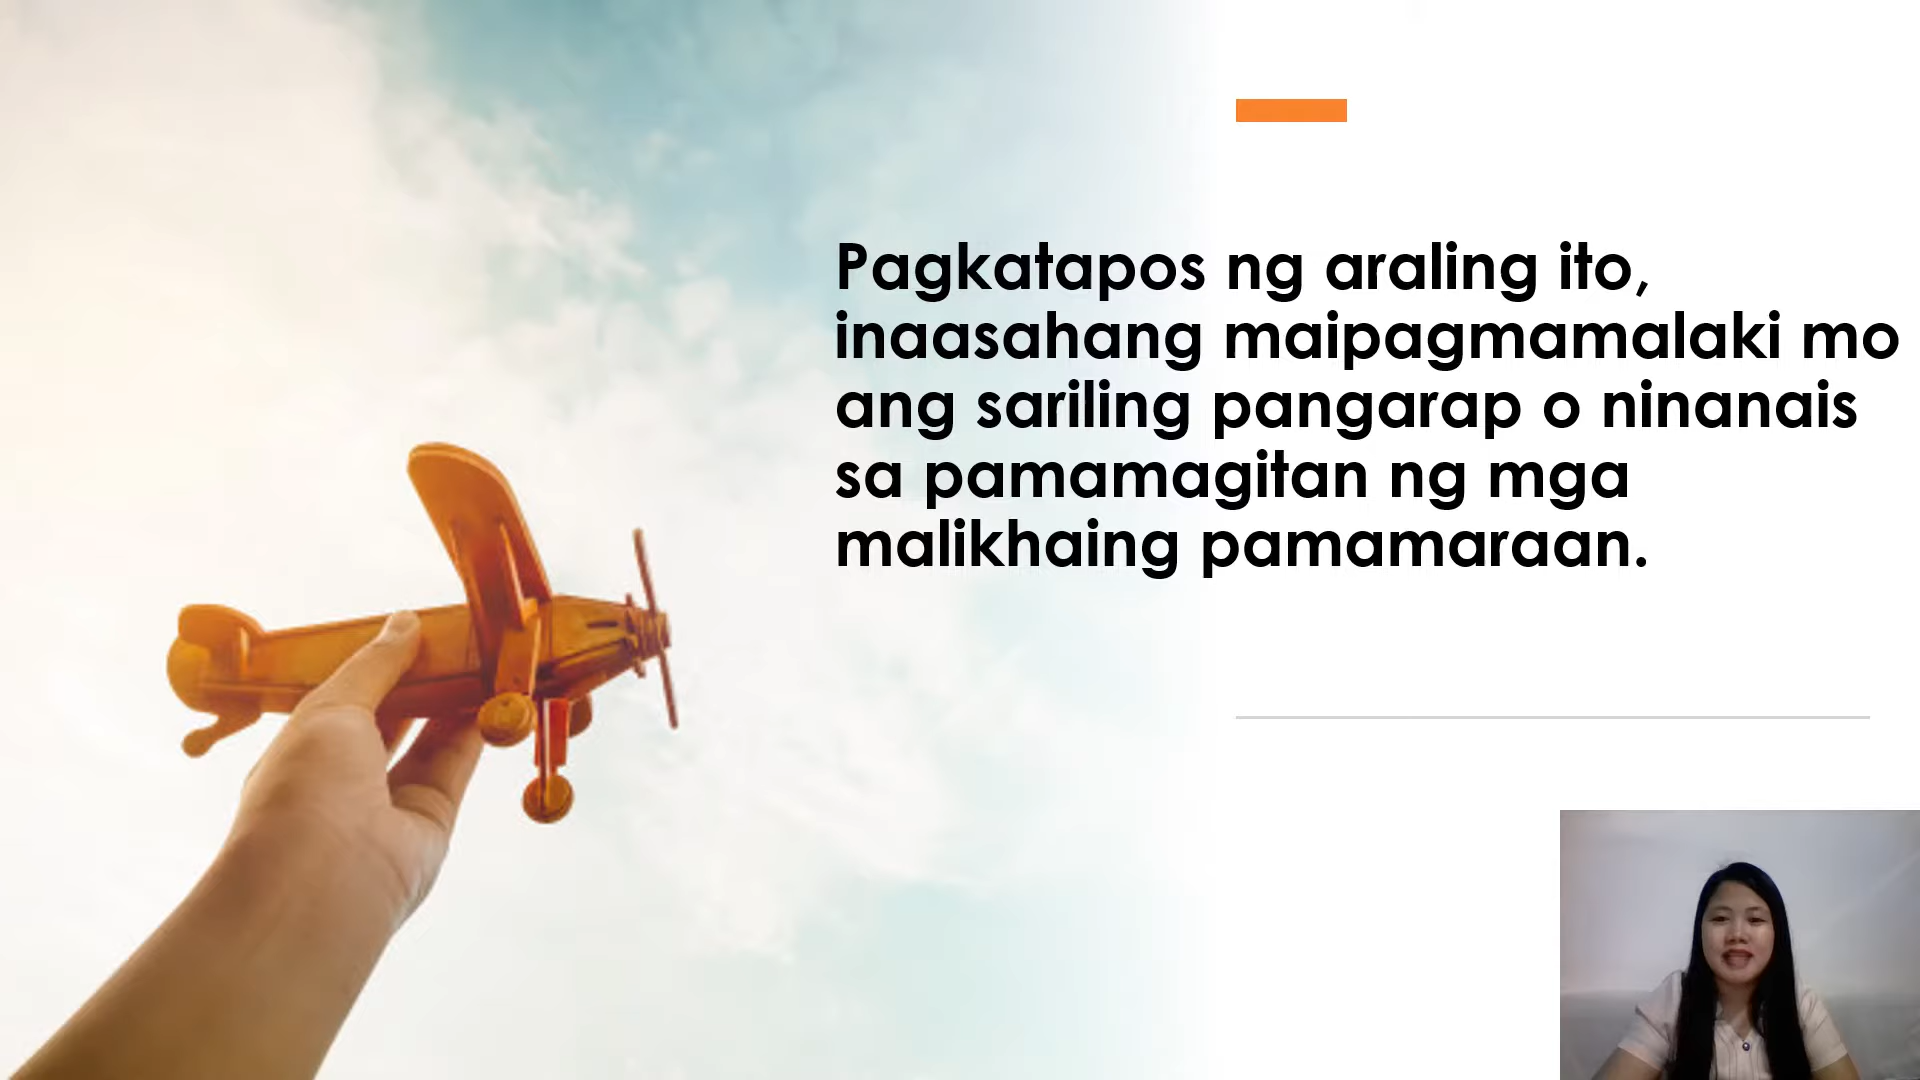 Pagkatapos ng araling ito,
inaasahang maipagmamalaki mo
ang sariling pangarap o ninanais
sa pamamagitan ng mga
malikhaing pamamaraan.